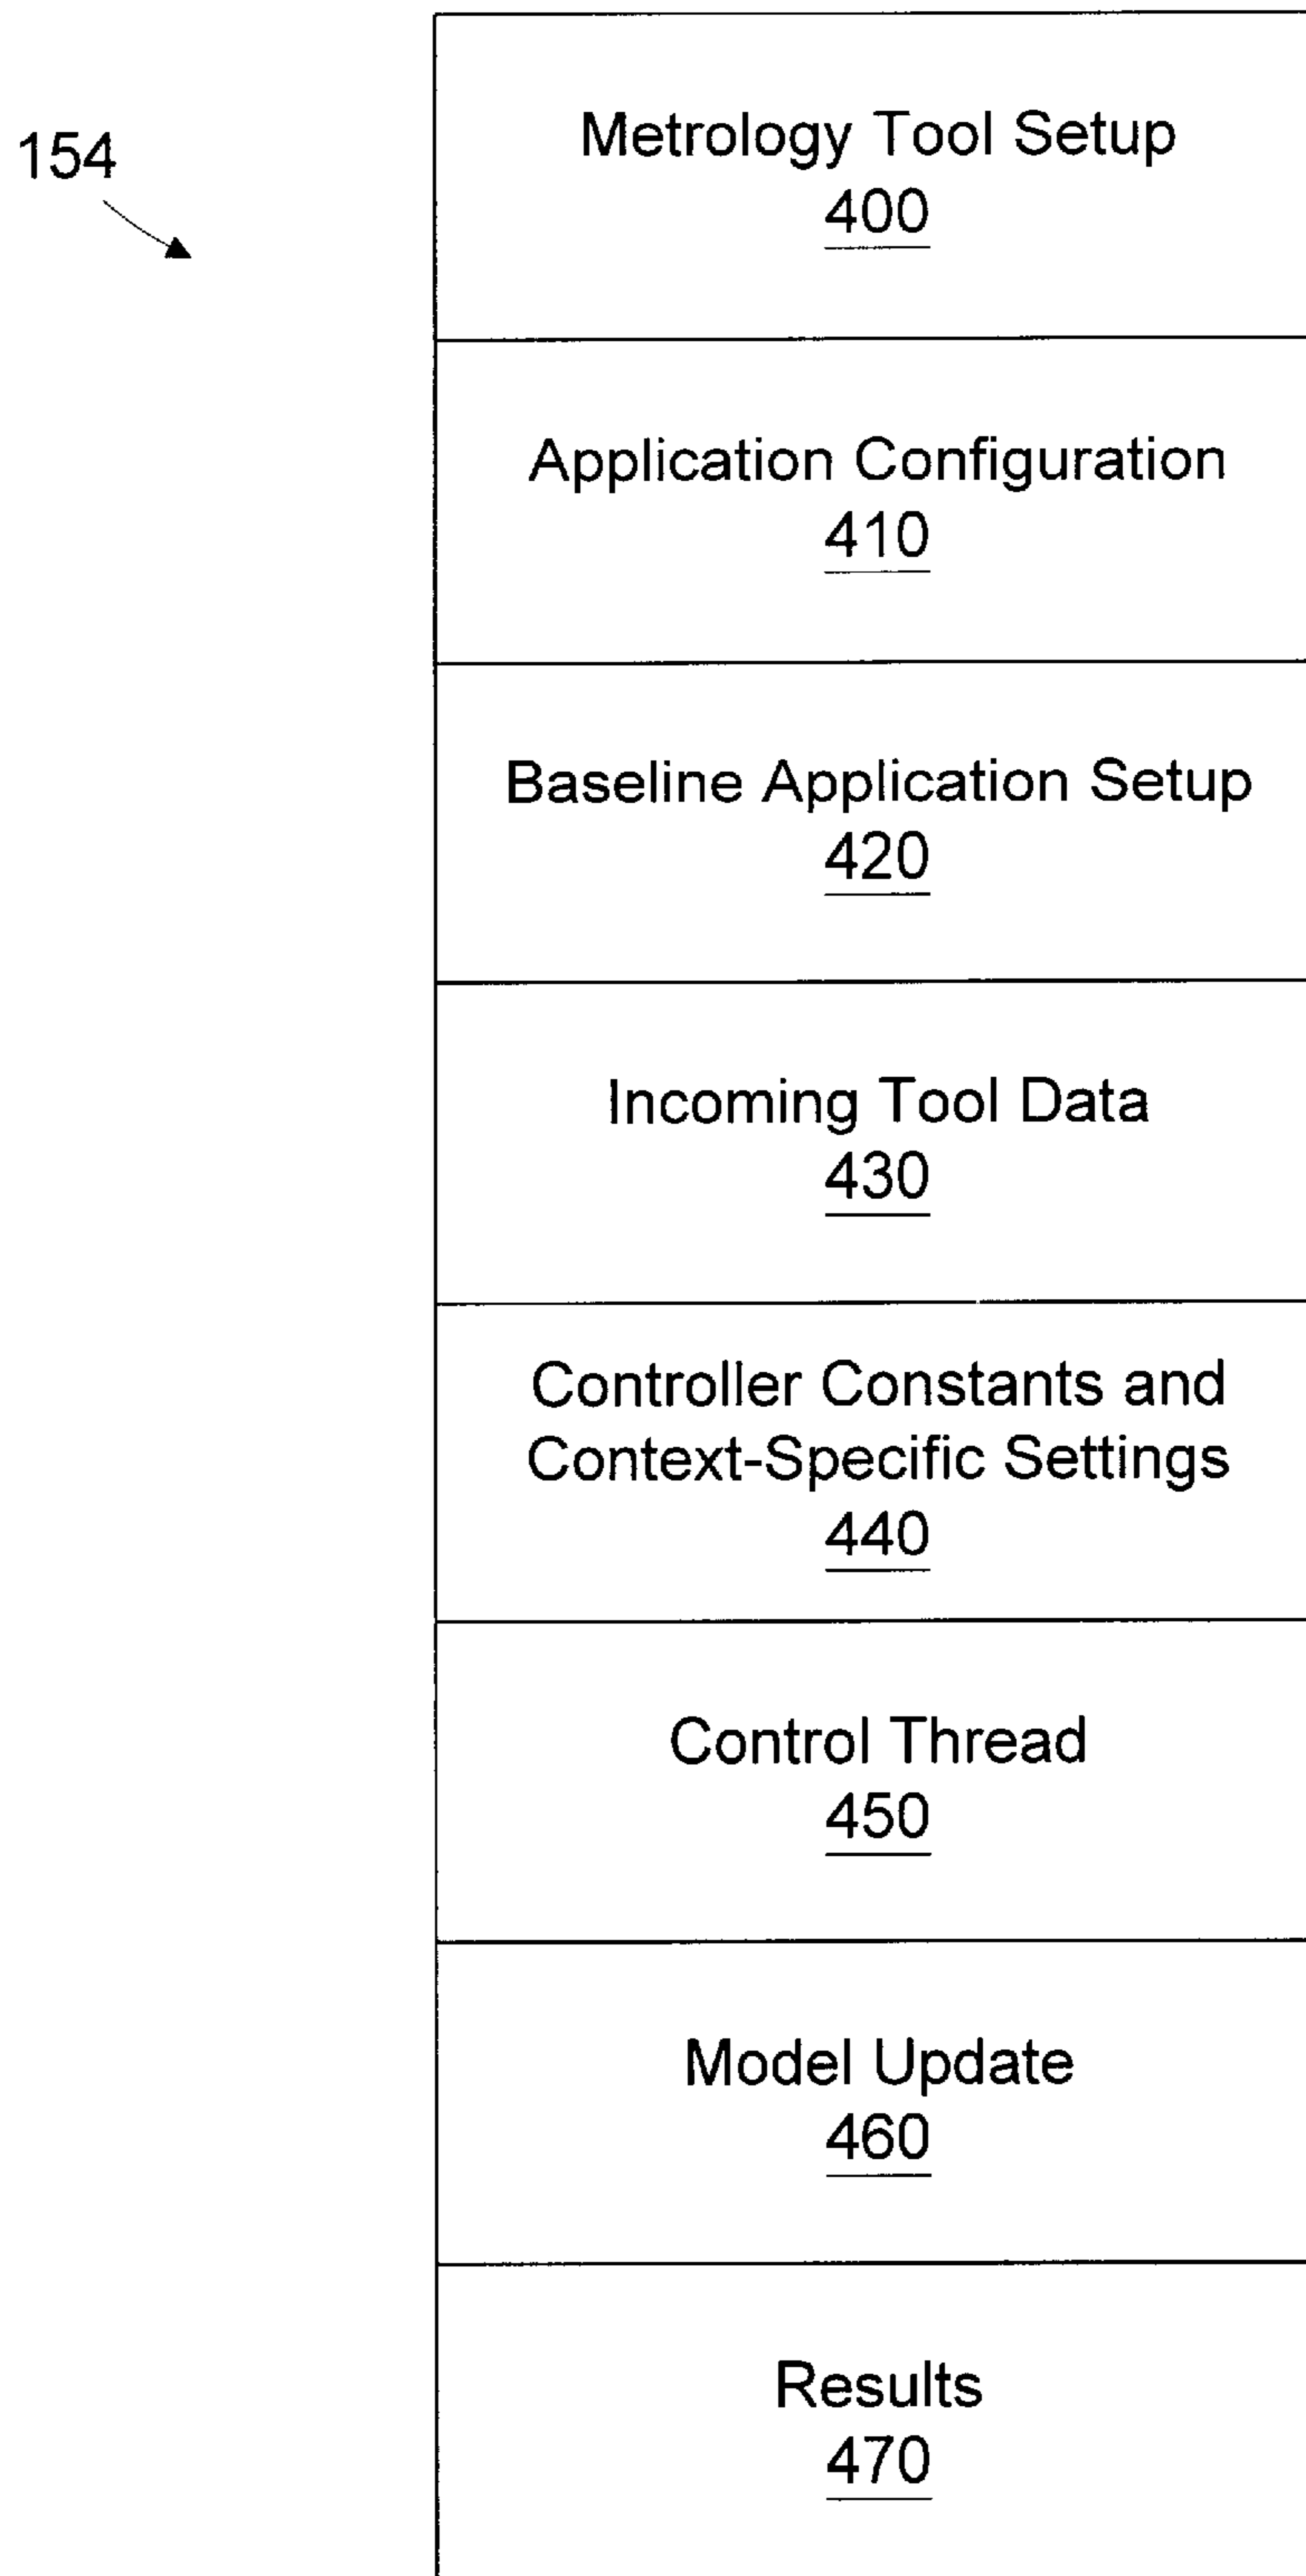 154
Metrology Tool Setup
400
Application Configuration
410
Baseline Application Setup
420
Incoming Tool Data
430
Controller Constants and
Context-Specific Settings
440
Control Thread
450
Model Update
460
Results
470